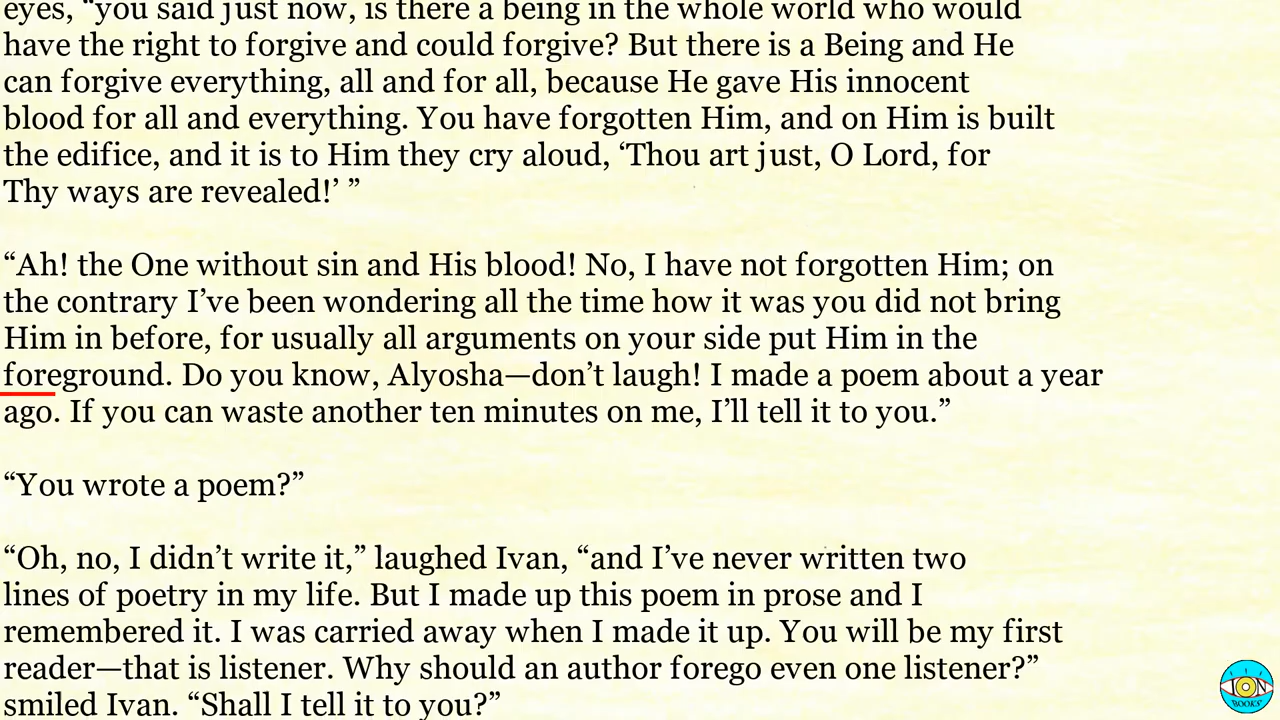 eyes, “you said just now, is there a being in the whole world who would
have the right to forgive and could forgive? But there is a Being and He
can forgive everything, all and for all, because He gave His innocent
blood for all and everything. You have forgotten Him, and on Him is built
the edifice, and it is to Him they cry aloud, ‘Thou art just, O Lord, for
Thy ways are revealed!’ ”
“Ah! the One without sin and His blood! No, I have not forgotten Him; on
the contrary I’ve been wondering all the time how it was you did not bring
Him in before, for usually all arguments on your side put Him in the
foreground. Do you know, Alyosha—don’t laugh! I made a poem about a year
ago. If you can waste another ten minutes on me, I’ll tell it to you.”
“You wrote a poem?”
“Oh, no, I didn’t write it,” laughed Ivan, “and I’ve never written two
lines of poetry in my life. But I made up this poem in prose and I
remembered it. I was carried away when I made it up. You will be my first
reader—that is listener. Why should an author forego even one listener?”
smiled Ivan. “Shall I tell it to you?”
BOOKS